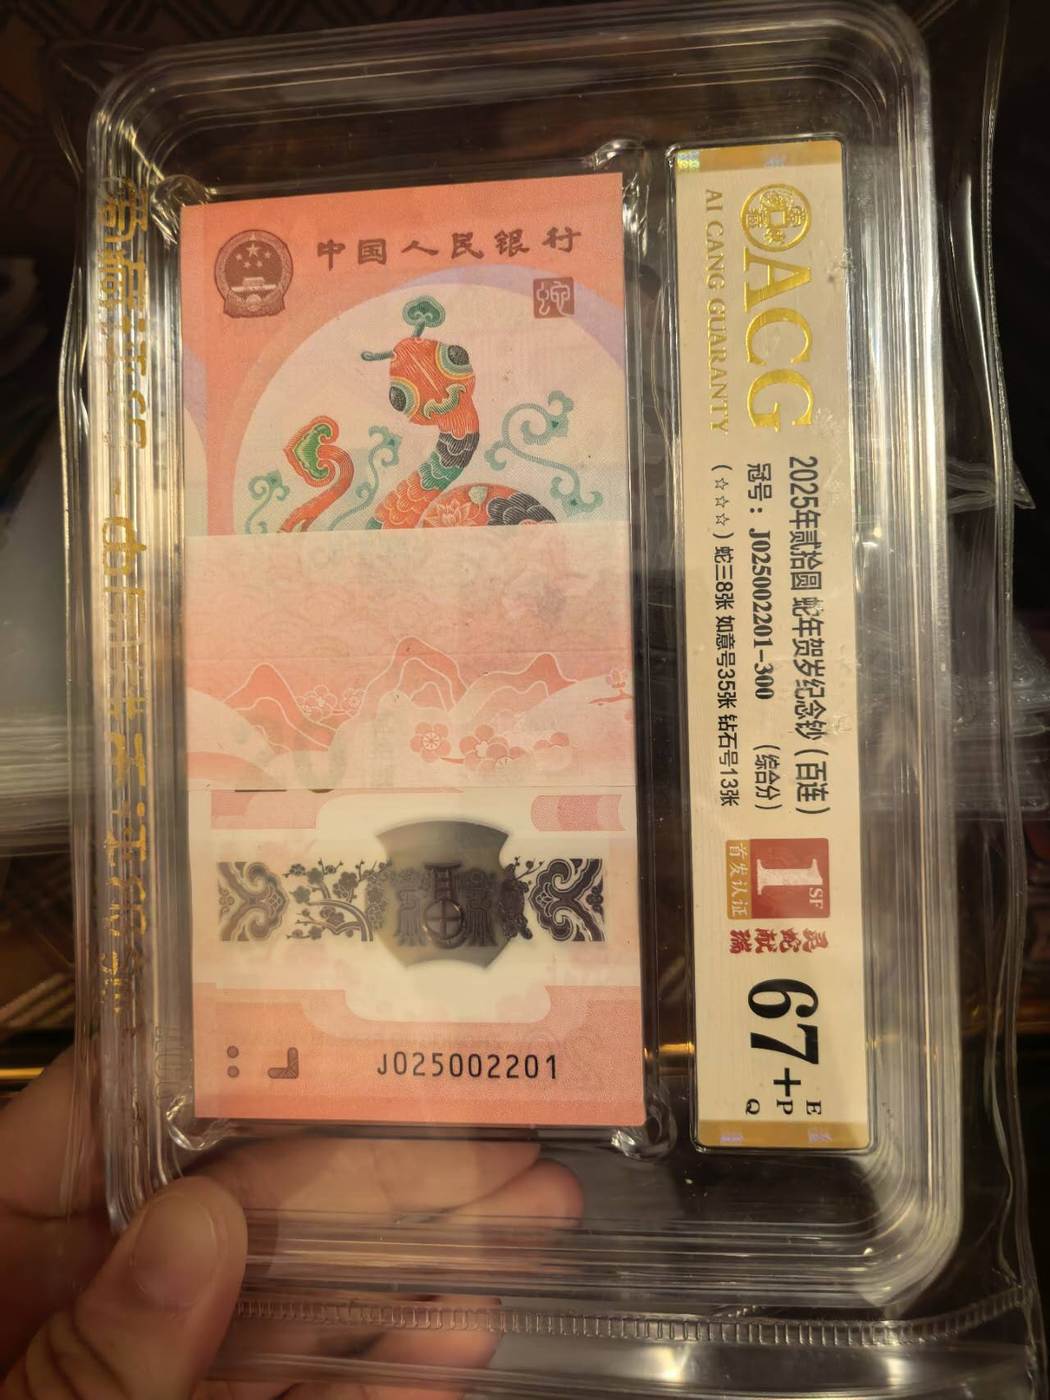 中国人民银行
蛇
J025002201
ACG
AI CANG GUARANTY
2025年贰拾圆 蛇年贺岁纪念钞 (百连)
冠号: J025002201-300 (综合分)
(☆☆☆) 蛇三8张 如意号35张 钻石号13张
1ST
首发认证
灵蛇献瑞
67+
E
P
Q